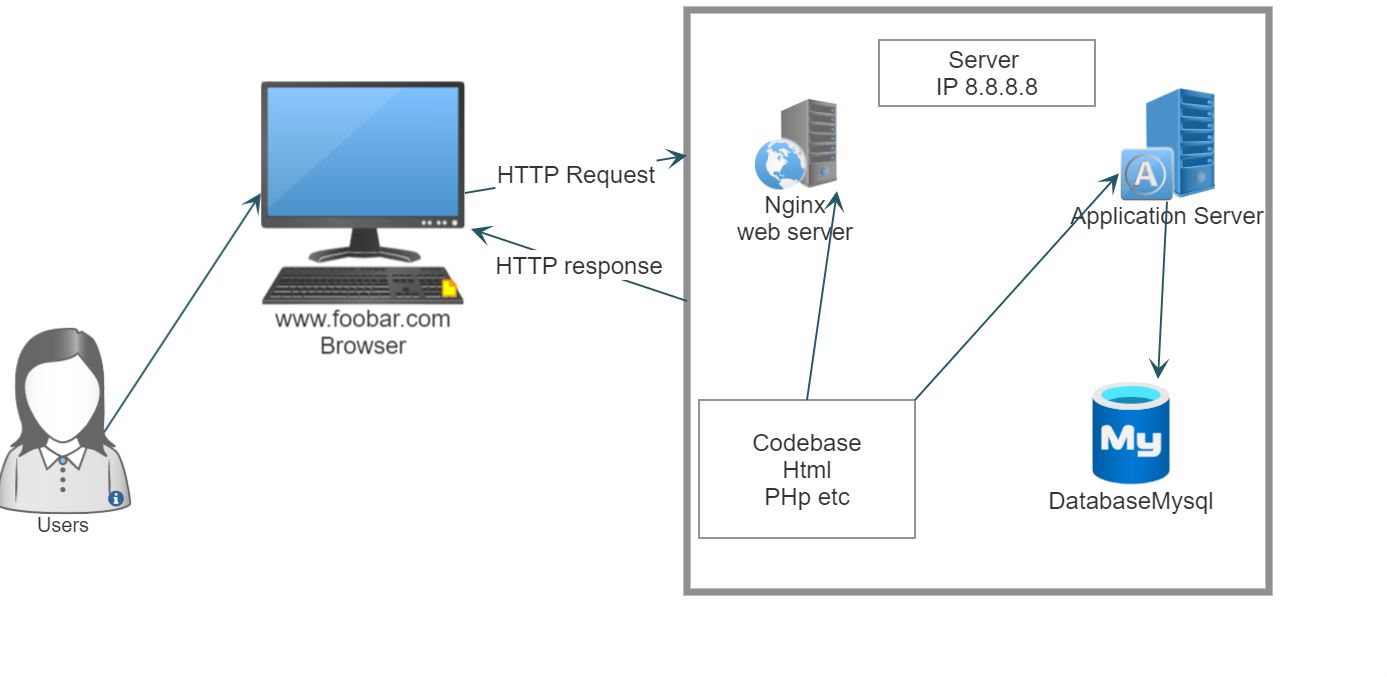 Server
IP 8.8.8.8
HTTP Request
Nginx
web server
A
Application Server
HTTP response
www.foobar.com
Browser
Codebase
Html
PHp etc
My
DatabaseMysql
i
Users